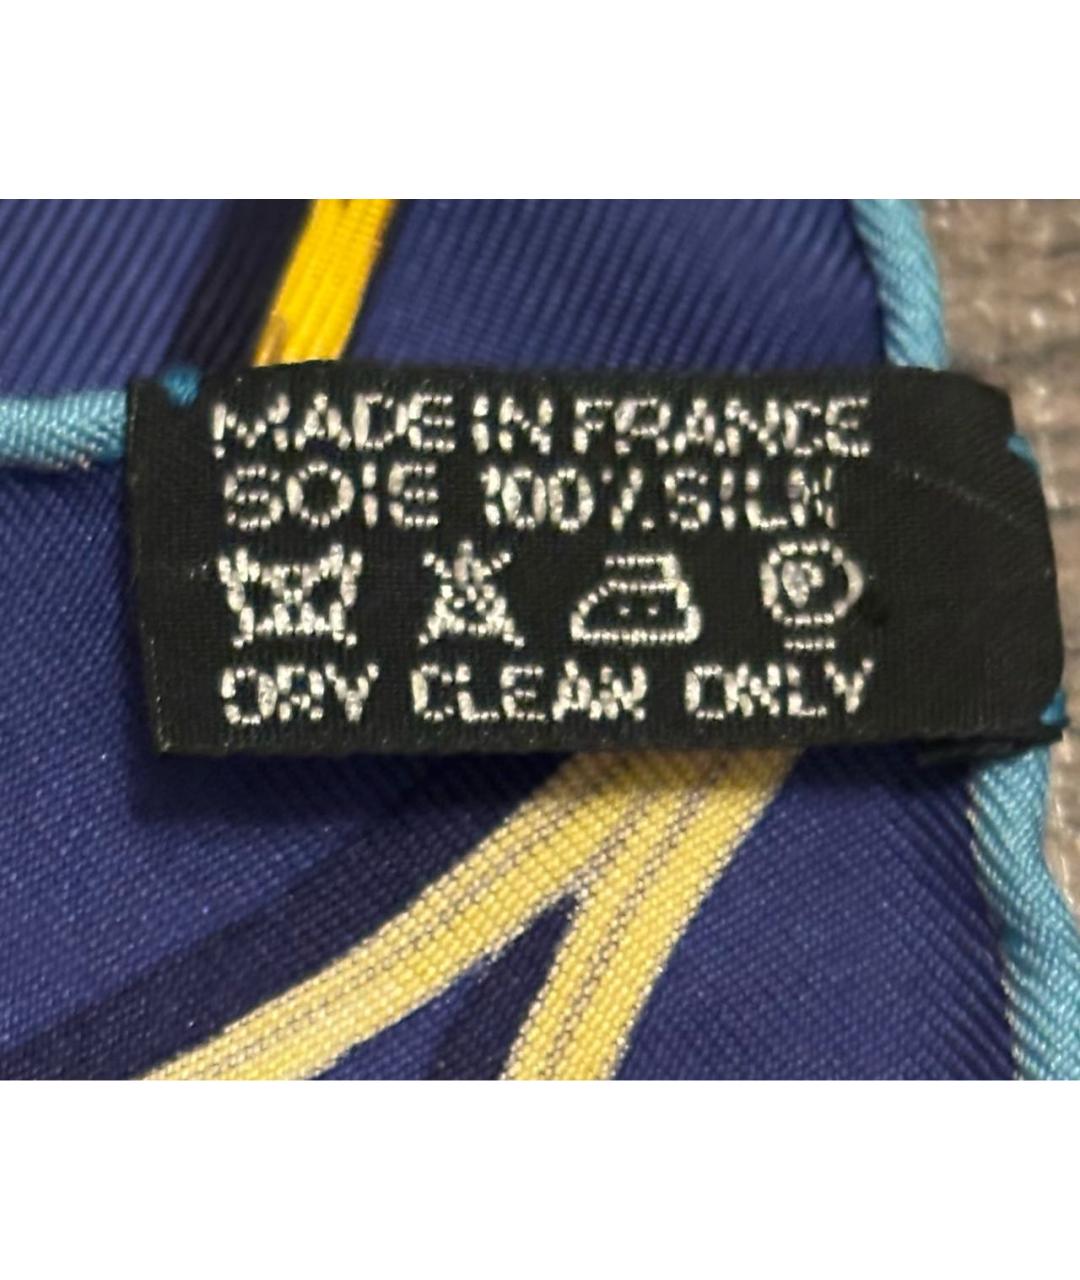 MADE IN FRANCE
SOIE 100% SILK
P
DRY CLEAN ONLY